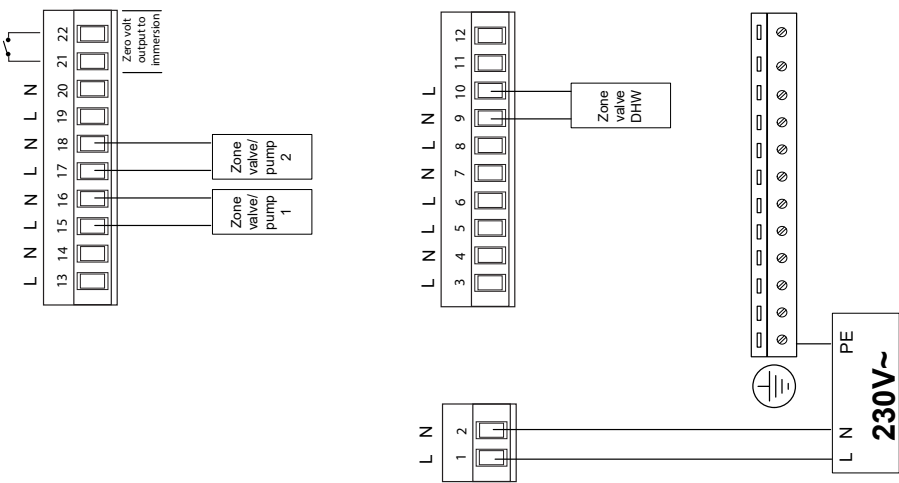 L N L N L N L N
13 14 15 16 17 18 19 20 21 22
Zero volt
output to
immersion
Zone
valve/
pump
1
Zone
valve/
pump
2
L N
1 2
L N L L N L N L
3 4 5 6 7 8 9 10 11 12
Zone
valve
DHW
L N PE
230V~